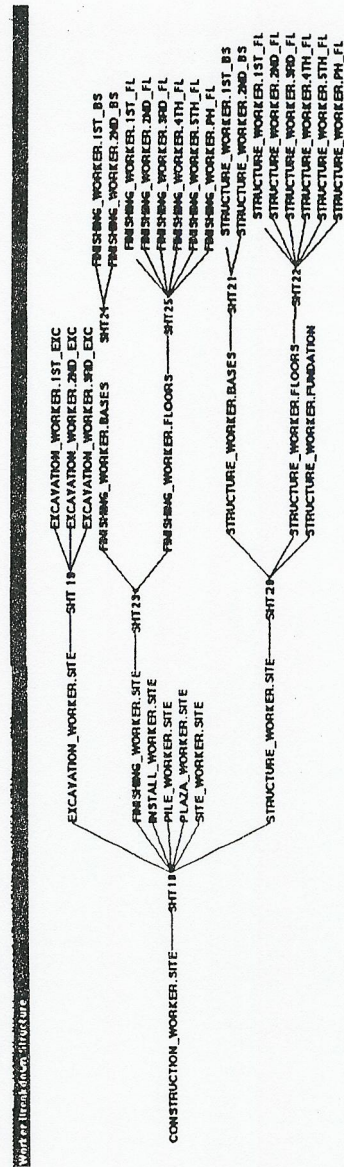 Worker Breakdown Structure
CONSTRUCTION_WORKER.SITE
SHT18
EXCAVATION_WORKER.SITE
SHT 19
EXCAVATION_WORKER.1ST_EXC
EXCAVATION_WORKER.2ND_EXC
EXCAVATION_WORKER.3RD_EXC
FINISHING_WORKER.SITE
INSTALL_WORKER.SITE
PILE_WORKER.SITE
PLAZA_WORKER.SITE
SITE_WORKER.SITE
SHT23
FINISHING_WORKER.BASES
SHT24
FINISHING_WORKER.1ST_BS
FINISHING_WORKER.2ND_BS
FINISHING_WORKER.FLOORS
SHT25
FINISHING_WORKER.1ST_FL
FINISHING_WORKER.2ND_FL
FINISHING_WORKER.3RD_FL
FINISHING_WORKER.4TH_FL
FINISHING_WORKER.5TH_FL
FINISHING_WORKER.PH_FL
STRUCTURE_WORKER.SITE
SHT20
STRUCTURE_WORKER.BASES
SHT21
STRUCTURE_WORKER.1ST_BS
STRUCTURE_WORKER.2ND_BS
STRUCTURE_WORKER.FLOORS
STRUCTURE_WORKER.FUNDATION
SHT22
STRUCTURE_WORKER.1ST_FL
STRUCTURE_WORKER.2ND_FL
STRUCTURE_WORKER.3RD_FL
STRUCTURE_WORKER.4TH_FL
STRUCTURE_WORKER.5TH_FL
STRUCTURE_WORKER.PH_FL